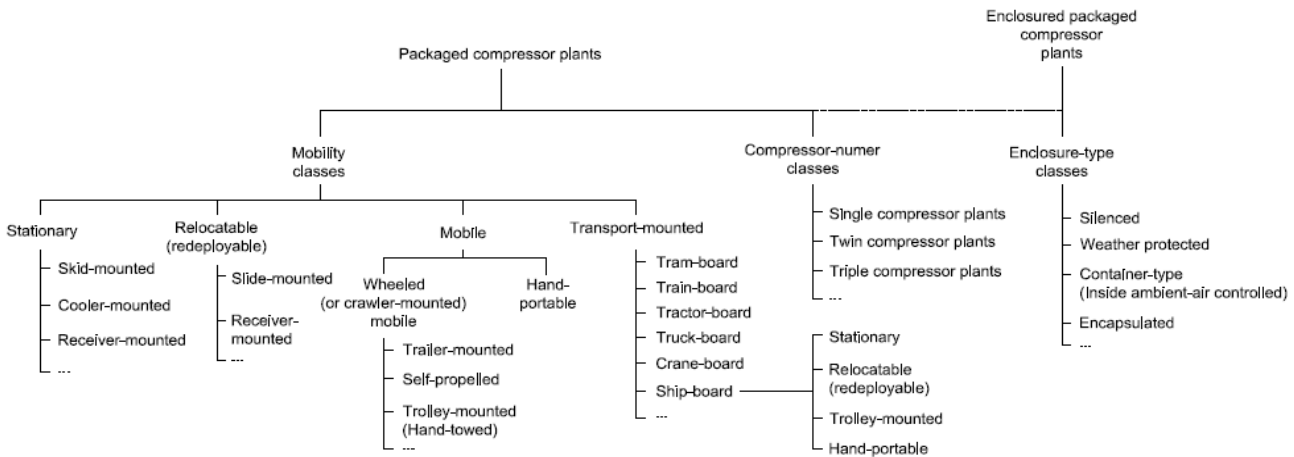 Packaged compressor plants
Enclosured packaged
compressor
plants
Mobility
classes
Compressor-numer
classes
Enclosure-type
classes
Stationary
Skid-mounted
Cooler-mounted
Receiver-mounted
---
Relocatable
(redeployable)
Slide-mounted
Receiver-
mounted
---
Mobile
Wheeled
(or crawler-mounted)
mobile
Trailer-mounted
Self-propelled
Trolley-mounted
(Hand-towed)
---
Hand-
portable
Transport-mounted
Tram-board
Train-board
Tractor-board
Truck-board
Crane-board
Ship-board
---
Single compressor plants
Twin compressor plants
Triple compressor plants
---
Stationary
Relocatable
(redeployable)
Trolley-mounted
Hand-portable
Silenced
Weather protected
Container-type
(Inside ambient-air controlled)
Encapsulated
---